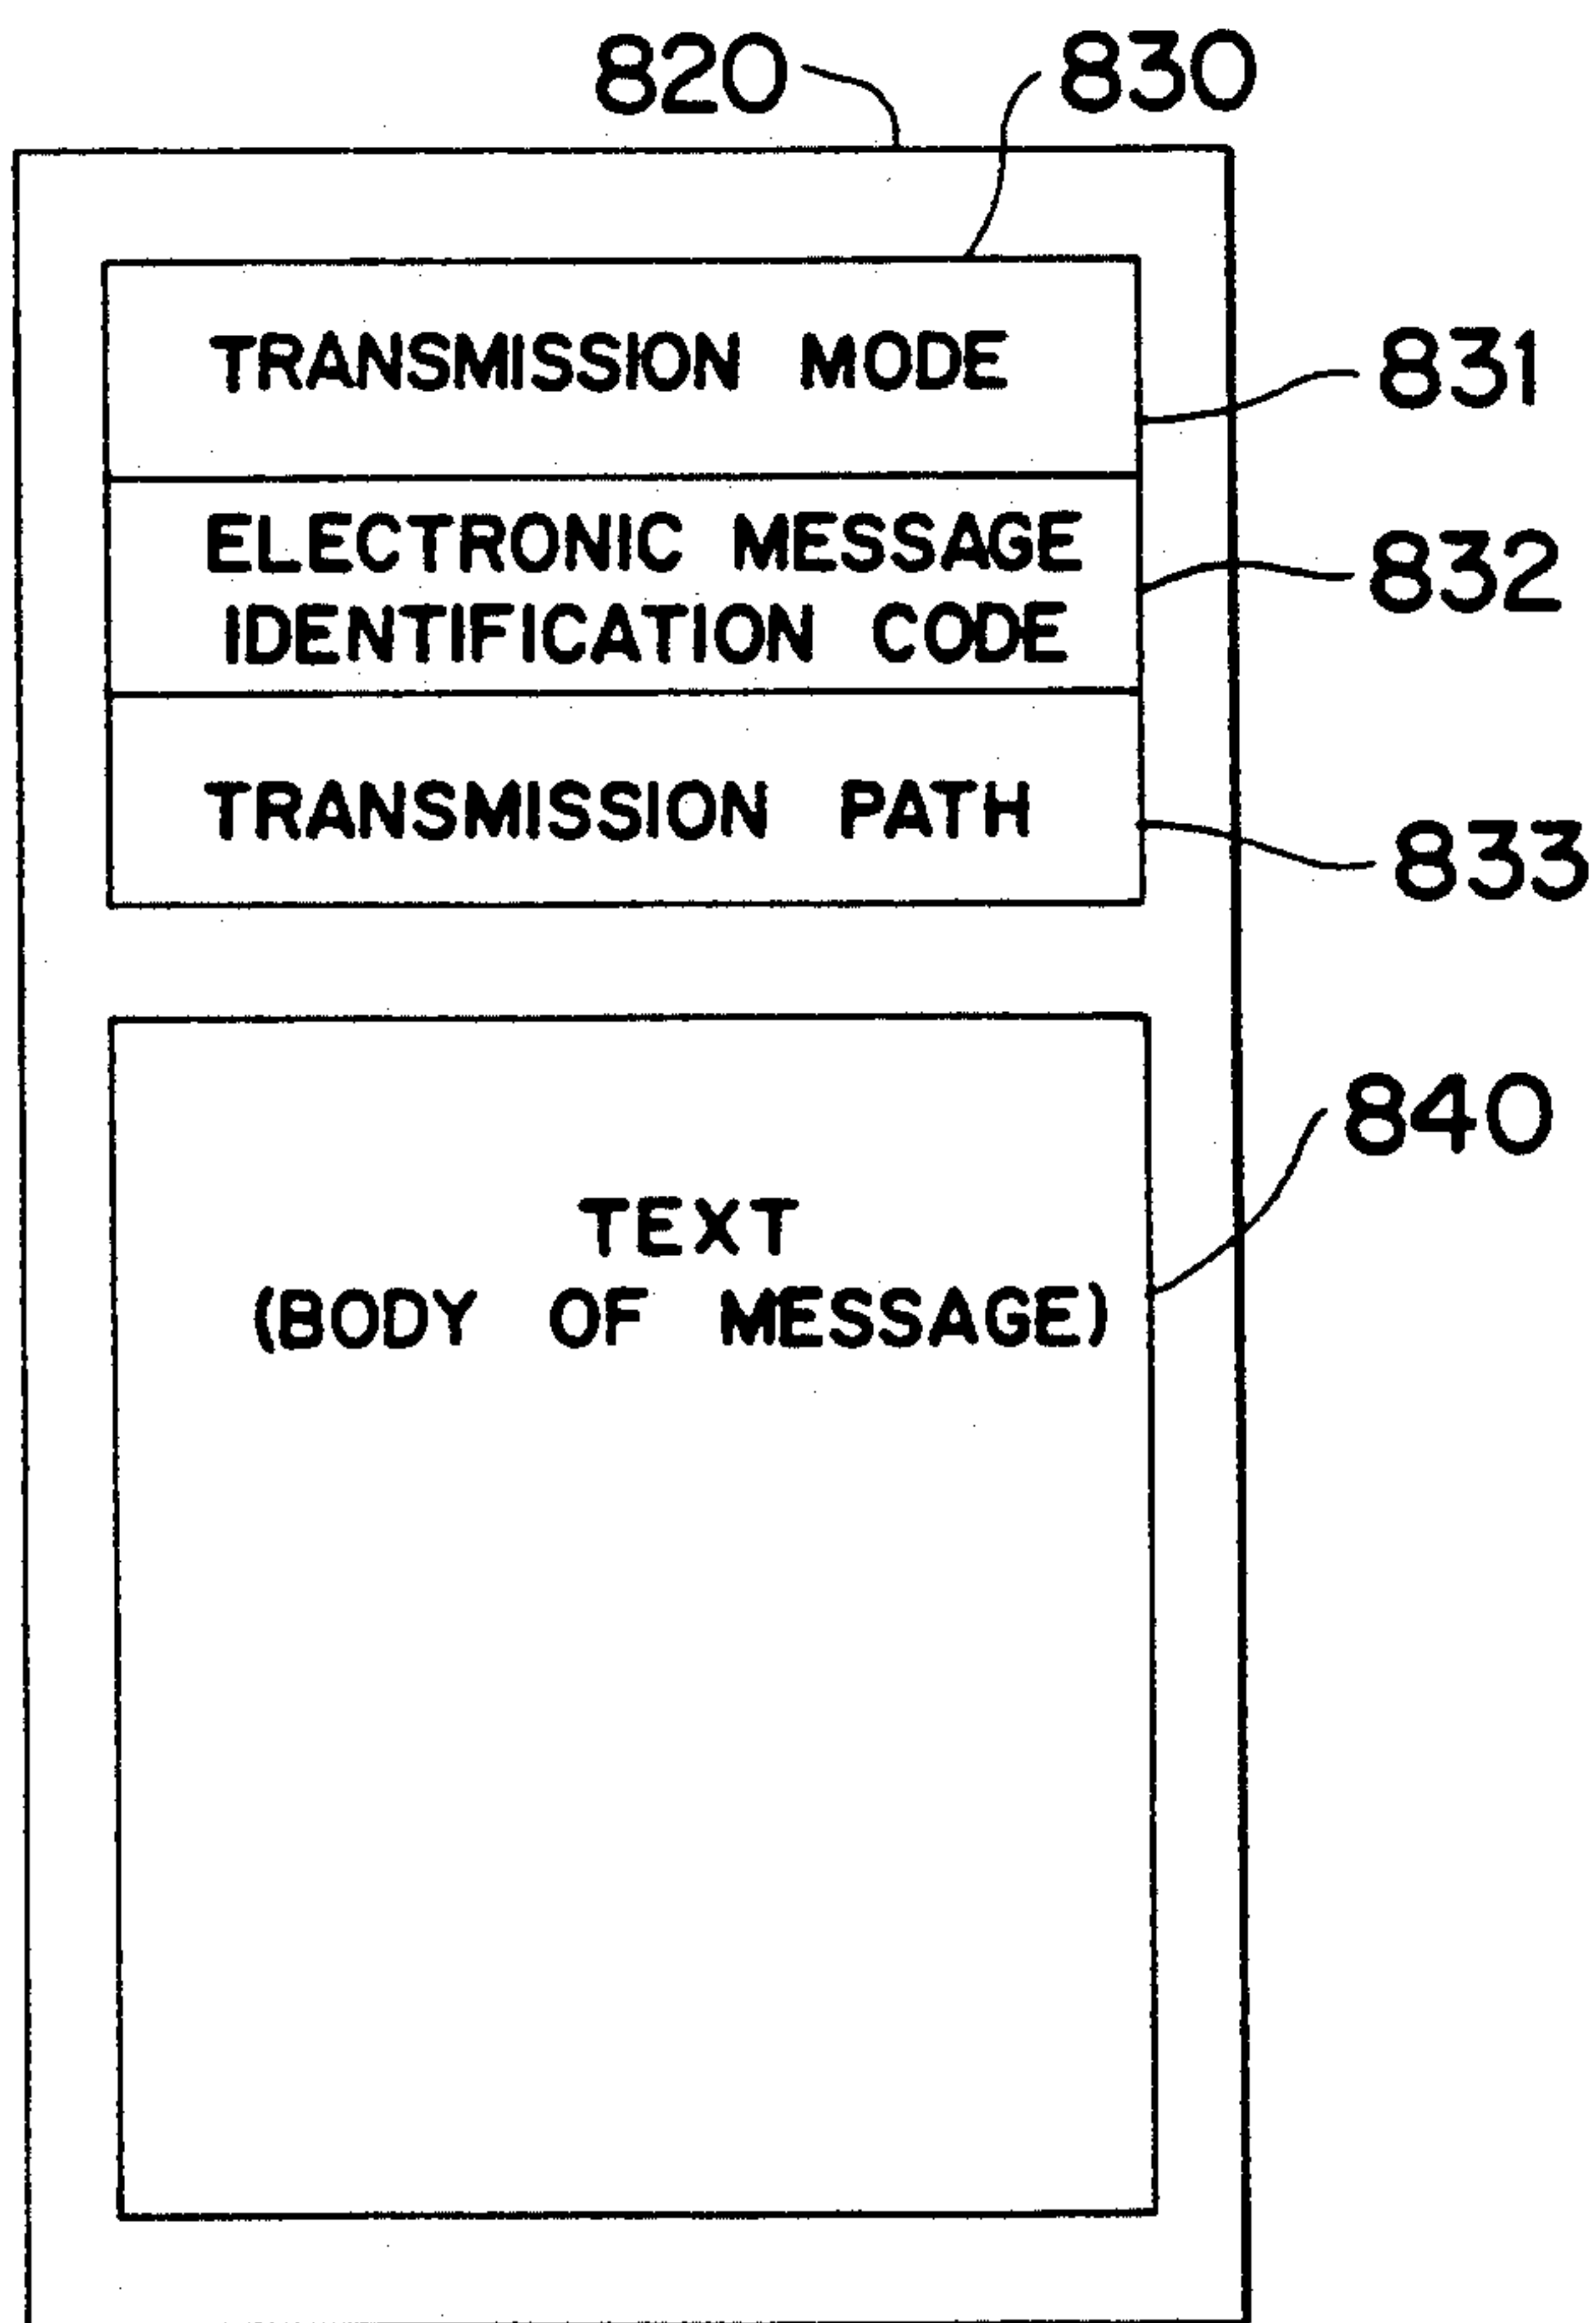 820 830
TRANSMISSION MODE
831
ELECTRONIC MESSAGE
IDENTIFICATION CODE
832
TRANSMISSION PATH
833
840
TEXT
(BODY OF MESSAGE)